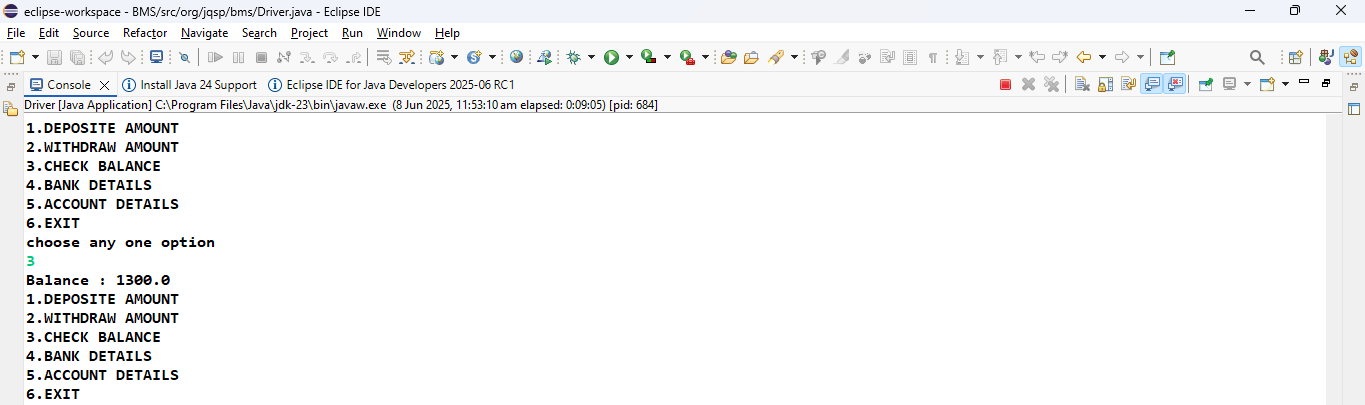 eclipse-workspace - BMS/src/org/jqsp/bms/Driver.java - Eclipse IDE
File Edit Source Refactor Navigate Search Project Run Window Help
Console Install Java 24 Support Eclipse IDE for Java Developers 2025-06 RC1
Driver [Java Application] C:\Program Files\Java\jdk-23\bin\javaw.exe (8 Jun 2025, 11:53:10 am elapsed: 0:09:05) [pid: 684]
1.DEPOSITE AMOUNT
2.WITHDRAW AMOUNT
3.CHECK BALANCE
4.BANK DETAILS
5.ACCOUNT DETAILS
6.EXIT
choose any one option
3
Balance : 1300.0
1.DEPOSITE AMOUNT
2.WITHDRAW AMOUNT
3.CHECK BALANCE
4.BANK DETAILS
5.ACCOUNT DETAILS
6.EXIT